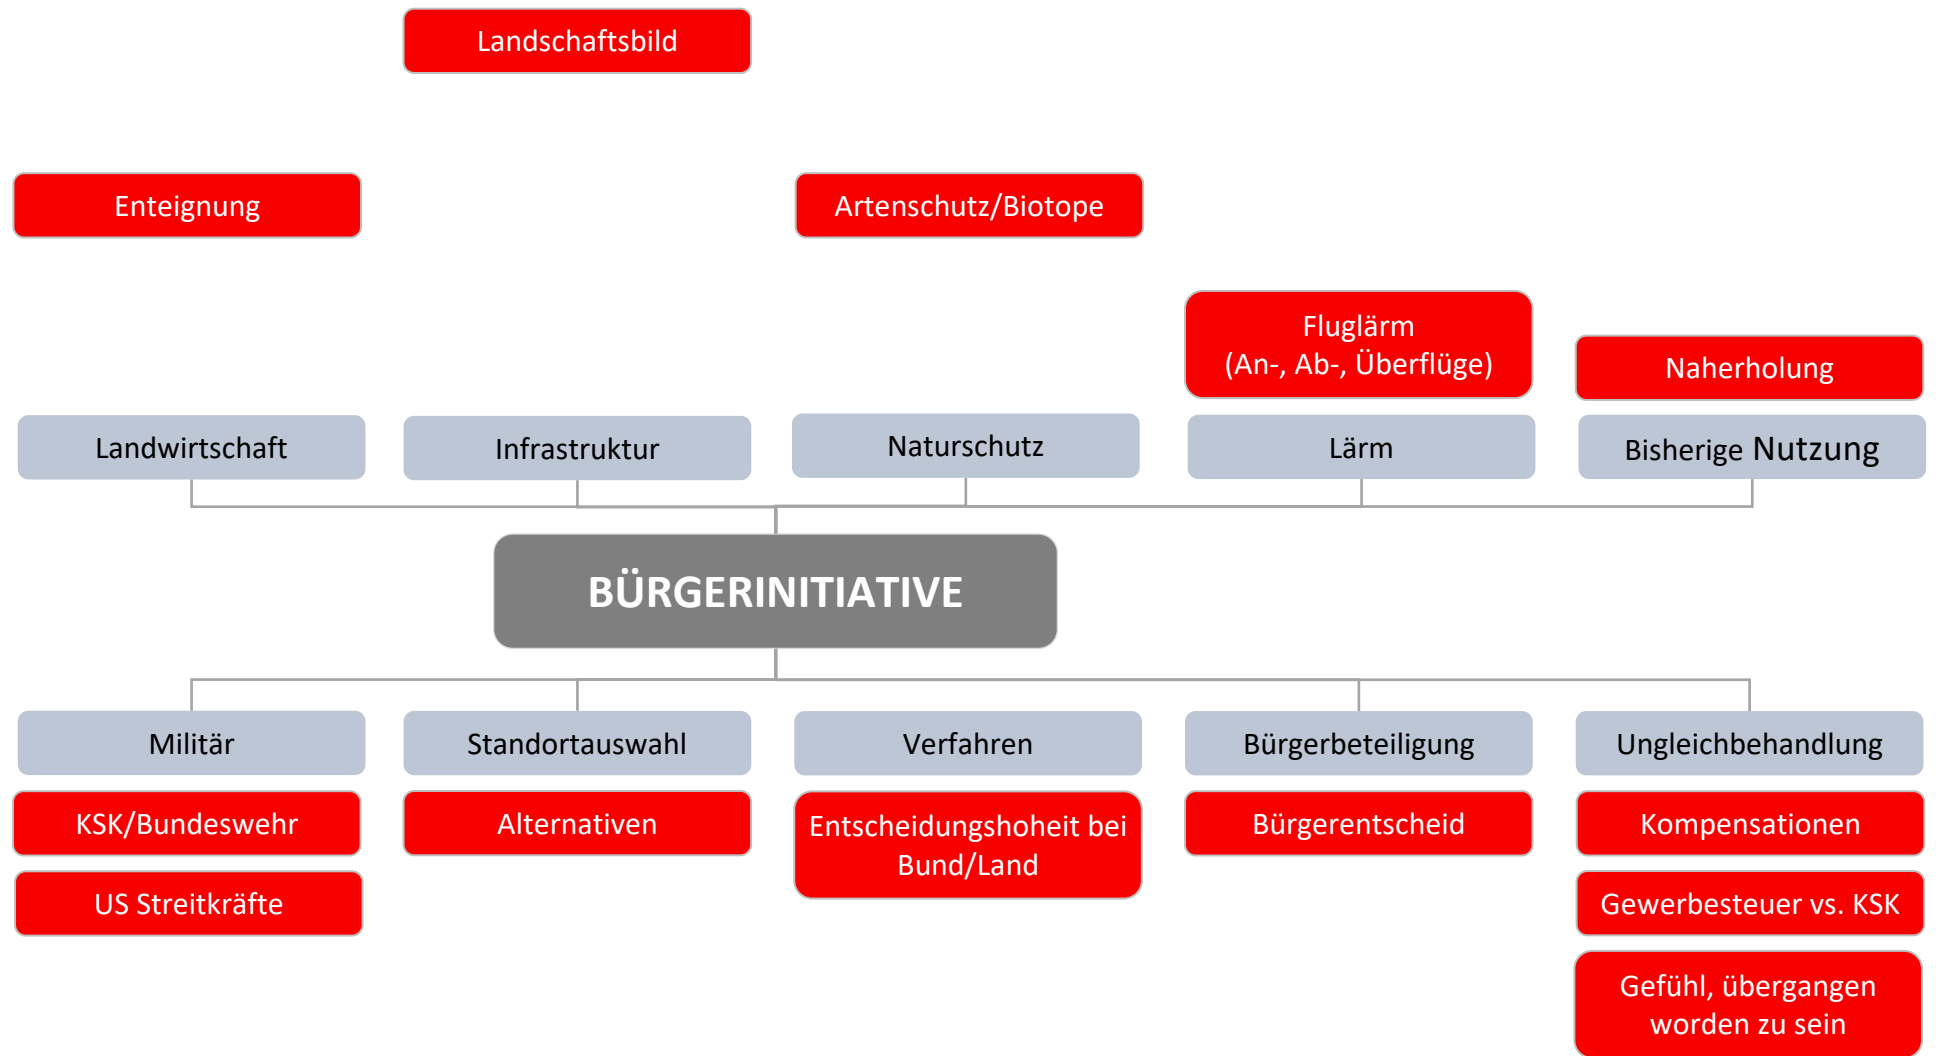 Landschaftsbild
Enteignung
Artenschutz/Biotope
Fluglärm
(An-, Ab-, Überflüge)
Naherholung
Landwirtschaft
Infrastruktur
Naturschutz
Lärm
Bisherige Nutzung
BÜRGERINITIATIVE
Militär
Standortauswahl
Verfahren
Bürgerbeteiligung
Ungleichbehandlung
KSK/Bundeswehr
Alternativen
Entscheidungshoheit bei
Bund/Land
Bürgerentscheid
Kompensationen
US Streitkräfte
Gewerbesteuer vs. KSK
Gefühl, übergangen
worden zu sein